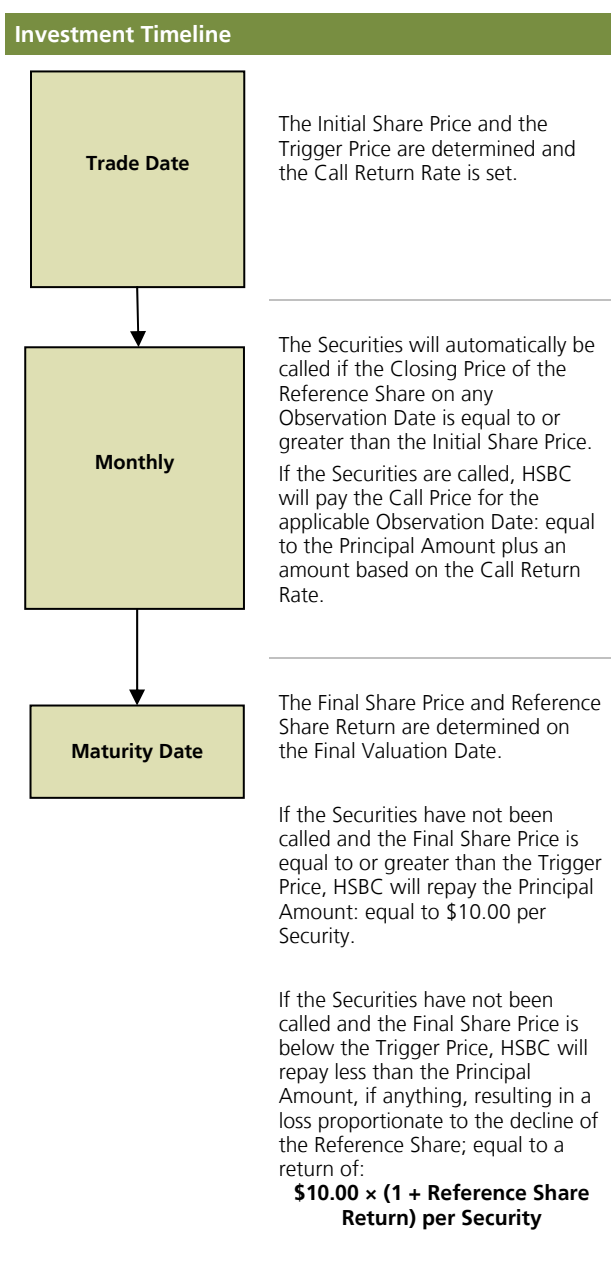 Investment Timeline
Trade Date
The Initial Share Price and the
Trigger Price are determined and
the Call Return Rate is set.
Monthly
The Securities will automatically be
called if the Closing Price of the
Reference Share on any
Observation Date is equal to or
greater than the Initial Share Price.
If the Securities are called, HSBC
will pay the Call Price for the
applicable Observation Date: equal
to the Principal Amount plus an
amount based on the Call Return
Rate.
Maturity Date
The Final Share Price and Reference
Share Return are determined on
the Final Valuation Date.
If the Securities have not been
called and the Final Share Price is
equal to or greater than the Trigger
Price, HSBC will repay the Principal
Amount: equal to $10.00 per
Security.
If the Securities have not been
called and the Final Share Price is
below the Trigger Price, HSBC will
repay less than the Principal
Amount, if anything, resulting in a
loss proportionate to the decline of
the Reference Share; equal to a
return of:
$10.00 × (1 + Reference Share
Return) per Security